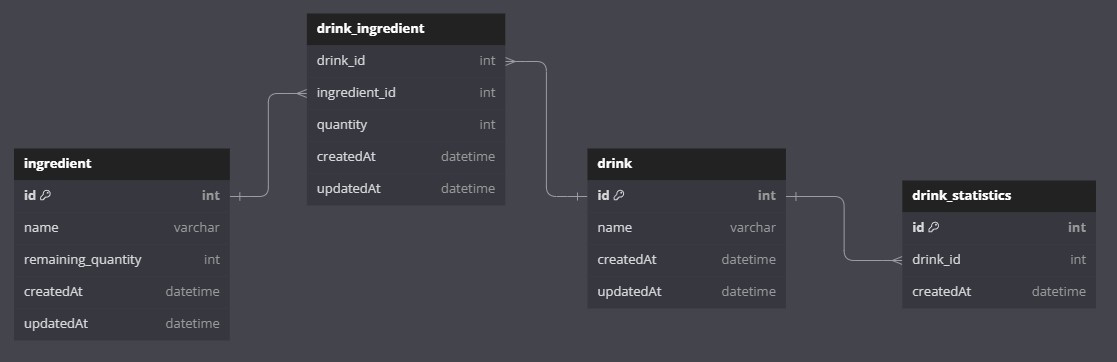 drink_ingredient
drink_id int
ingredient_id int
quantity int
createdAt datetime
updatedAt datetime
ingredient
id int
name varchar
remaining_quantity int
createdAt datetime
updatedAt datetime
drink
id int
name varchar
createdAt datetime
updatedAt datetime
drink_statistics
id int
drink_id int
createdAt datetime